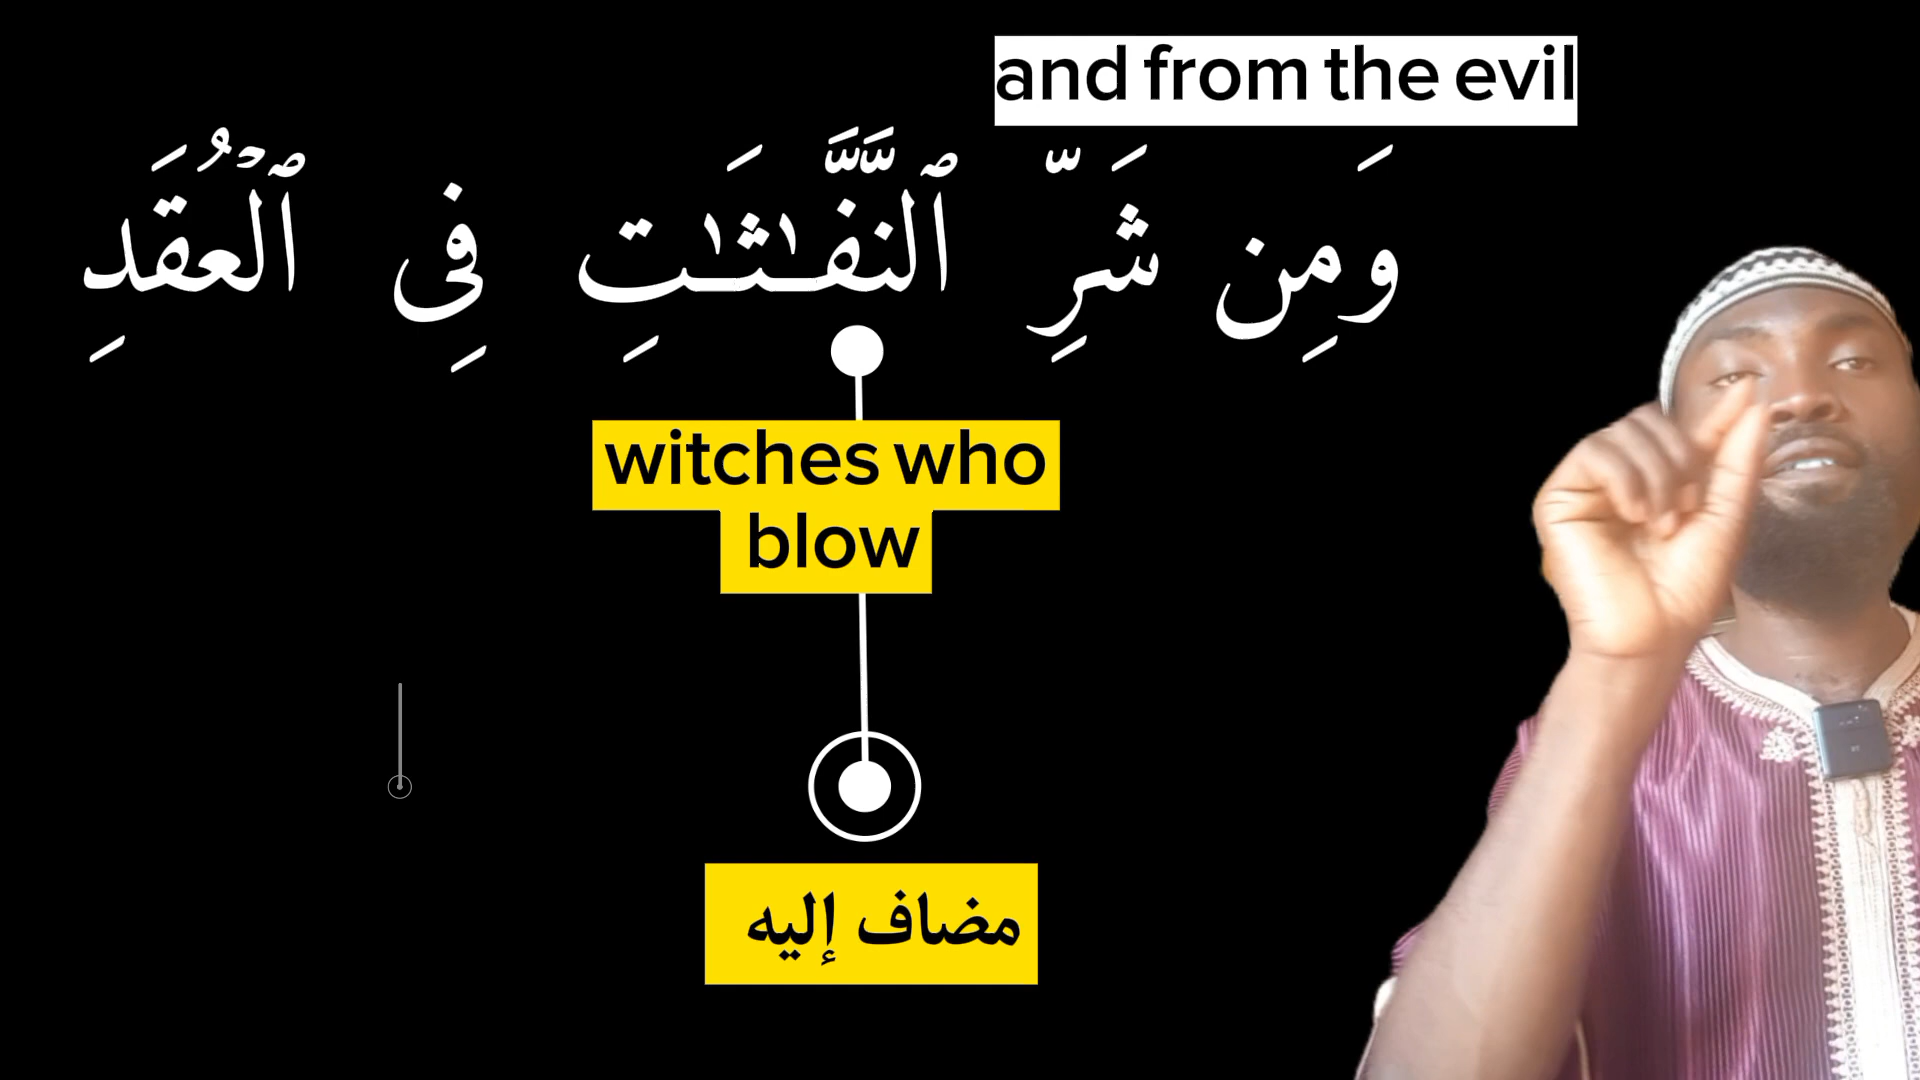 and from the evil
وَمِن شَرِّ ٱلنَّفَّـٰثَـٰتِ فِى ٱلْعُقَدِ
witches who
blow
مضاف إليه